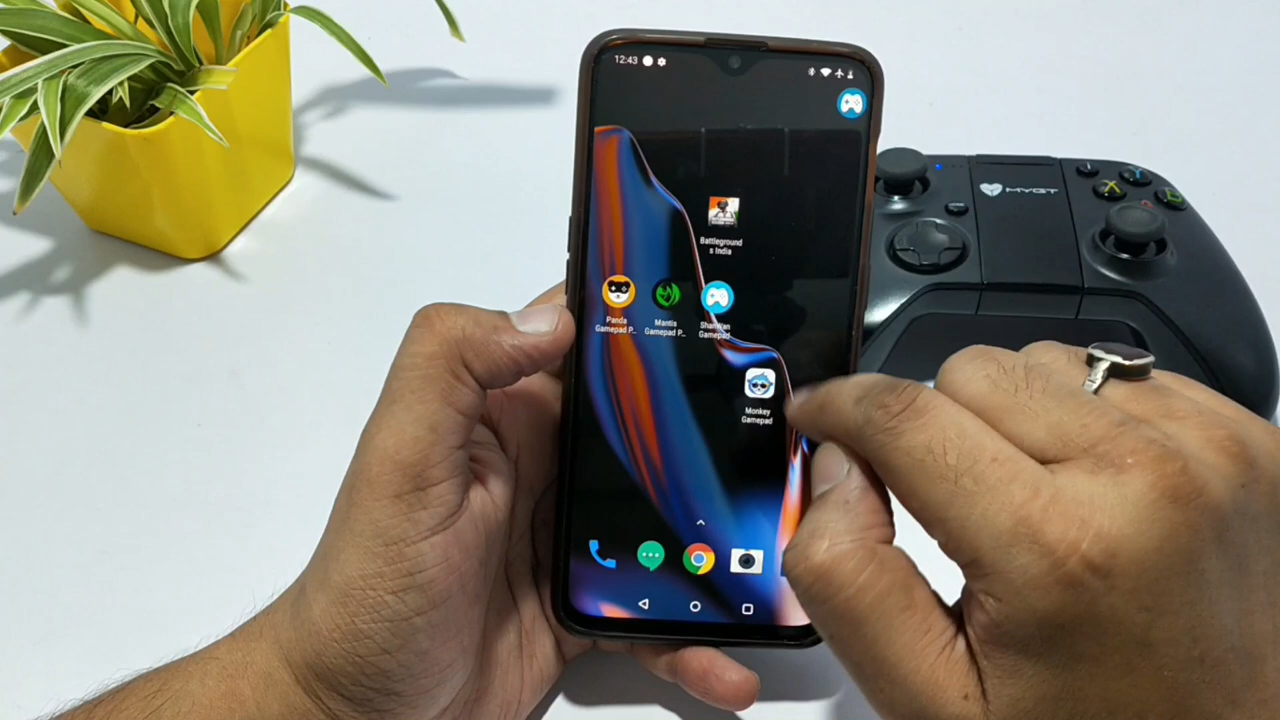 12:43
Battleground
s India
Panda
Gamepad P...
Mantis
Gamepad P...
ShanWan
Gamepad
Monkey
Gamepad
MYGT
Y
X